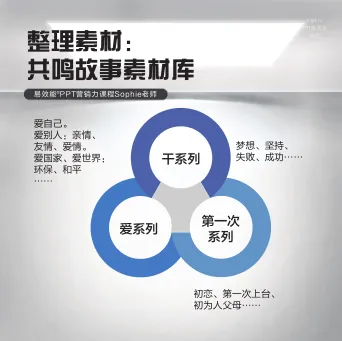 整理素材：
共鸣故事素材库
易效能®PPT营销力课程Sophie老师
爱自己。
爱别人：亲情、
友情、爱情。
爱国家、爱世界：
环保、和平
……
干系列
梦想、坚持、
失败、成功……
爱系列
第一次
系列
初恋、第一次上台、
初为人父母……